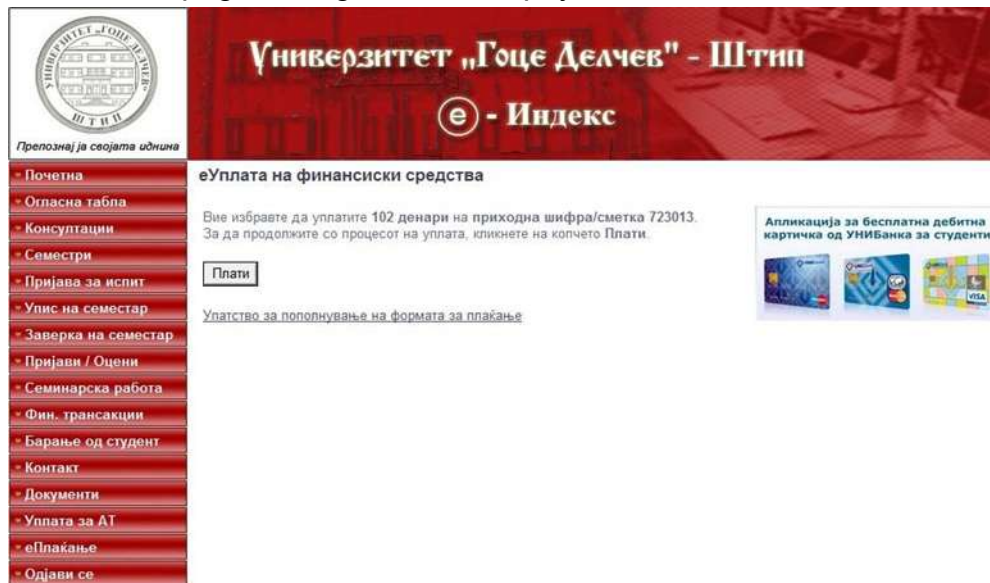 УНИВЕРЗИТЕТ „ГОЦЕ ДЕЛЧЕВ“
ШТИП
Препознај ја својата иднина
Универзитет „Гоце Делчев" - Штип
е - Индекс
Почетна
Огласна табла
Консултации
Семестри
Пријава за испит
Упис на семестар
Заверка на семестар
Пријави / Оцени
Семинарска работа
Фин. трансакции
Барање од студент
Контакт
Документи
Уплата за АТ
еПлаќање
Одјави се
еУплата на финансиски средства
Вие избравте да уплатите 102 денари на приходна шифра/сметка 723013.
За да продолжите со процесот на уплата, кликнете на копчето Плати.
Плати
Упатство за пополнување на формата за плаќање
Апликација за бесплатна дебитна
картичка од УНИБанка за студенти
VISA